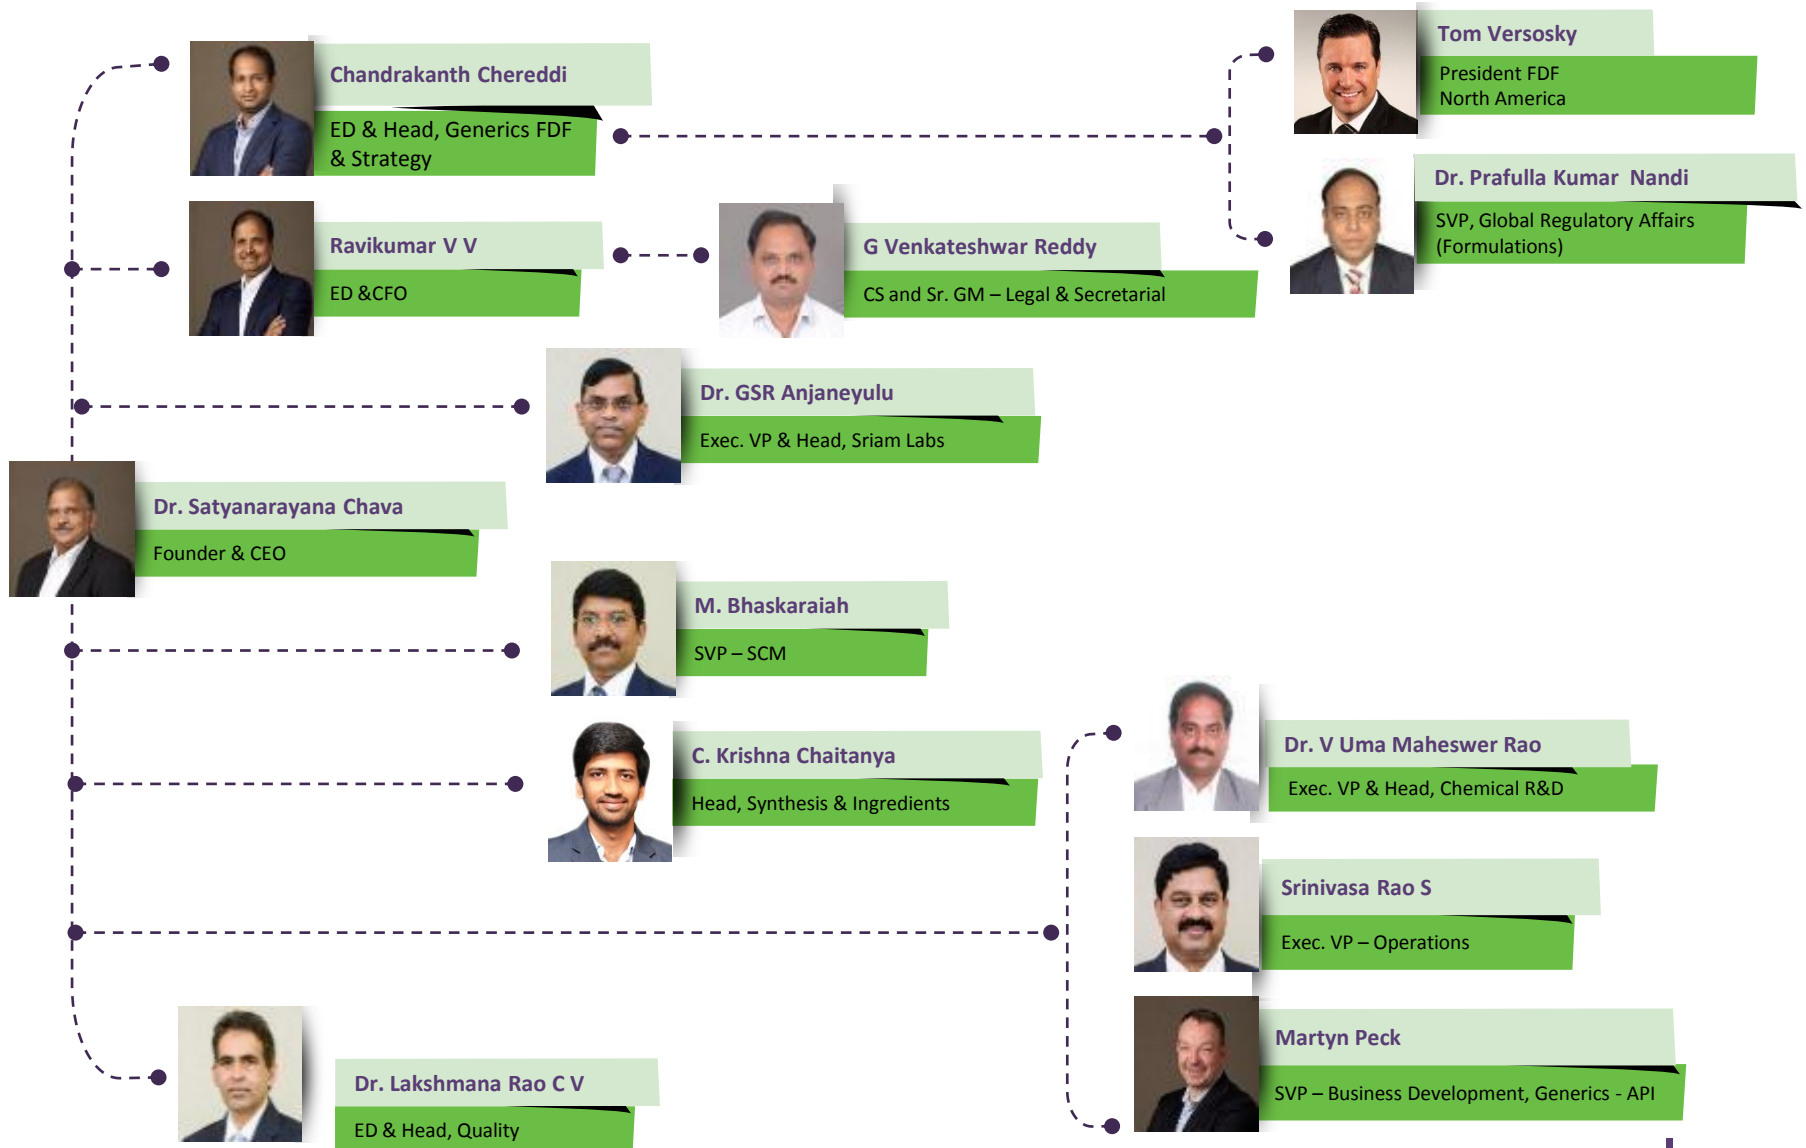 Chandrakanth Chereddi
ED & Head, Generics FDF
& Strategy
Tom Versosky
President FDF
North America
Dr. Prafulla Kumar Nandi
SVP, Global Regulatory Affairs
(Formulations)
Ravikumar V V
ED &CFO
G Venkateshwar Reddy
CS and Sr. GM – Legal & Secretarial
Dr. GSR Anjaneyulu
Exec. VP & Head, Sriam Labs
Dr. Satyanarayana Chava
Founder & CEO
M. Bhaskaraiah
SVP – SCM
C. Krishna Chaitanya
Head, Synthesis & Ingredients
Dr. V Uma Maheswer Rao
Exec. VP & Head, Chemical R&D
Srinivasa Rao S
Exec. VP – Operations
Martyn Peck
SVP – Business Development, Generics - API
Dr. Lakshmana Rao C V
ED & Head, Quality